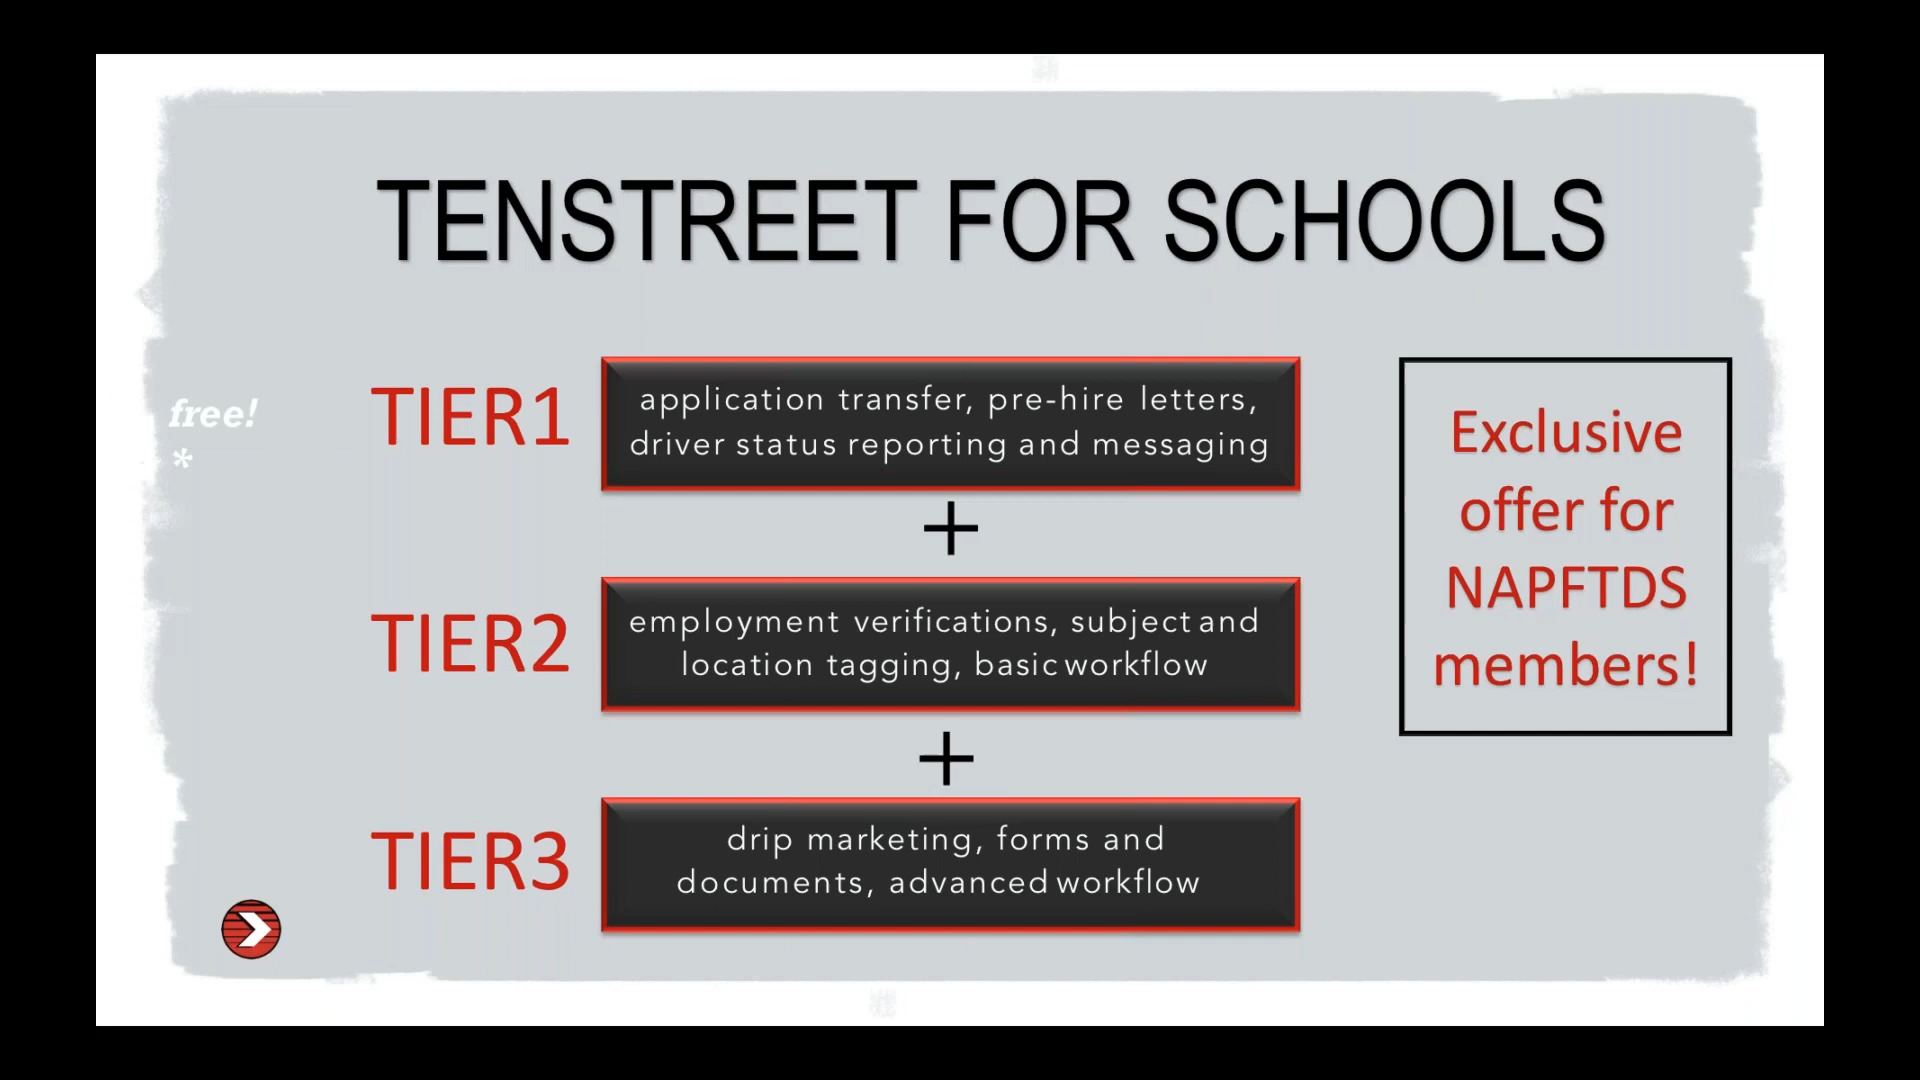 TENSTREET FOR SCHOOLS
free!
*
TIER1
application transfer, pre-hire letters,
driver status reporting and messaging
+
TIER2
employment verifications, subject and
location tagging, basic workflow
+
TIER3
drip marketing, forms and
documents, advanced workflow
Exclusive
offer for
NAPFTDS
members!